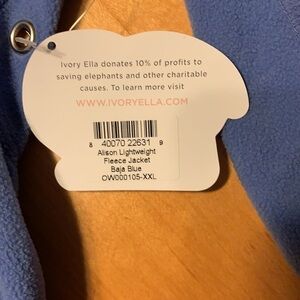 Ivory Ella donates 10% of profits to
saving elephants and other charitable
causes. To learn more visit
WWW.IVORYELLA.COM
8 40070 22631 9
Alison Lightweight
Fleece Jacket
Baja Blue
OW000105-XXL